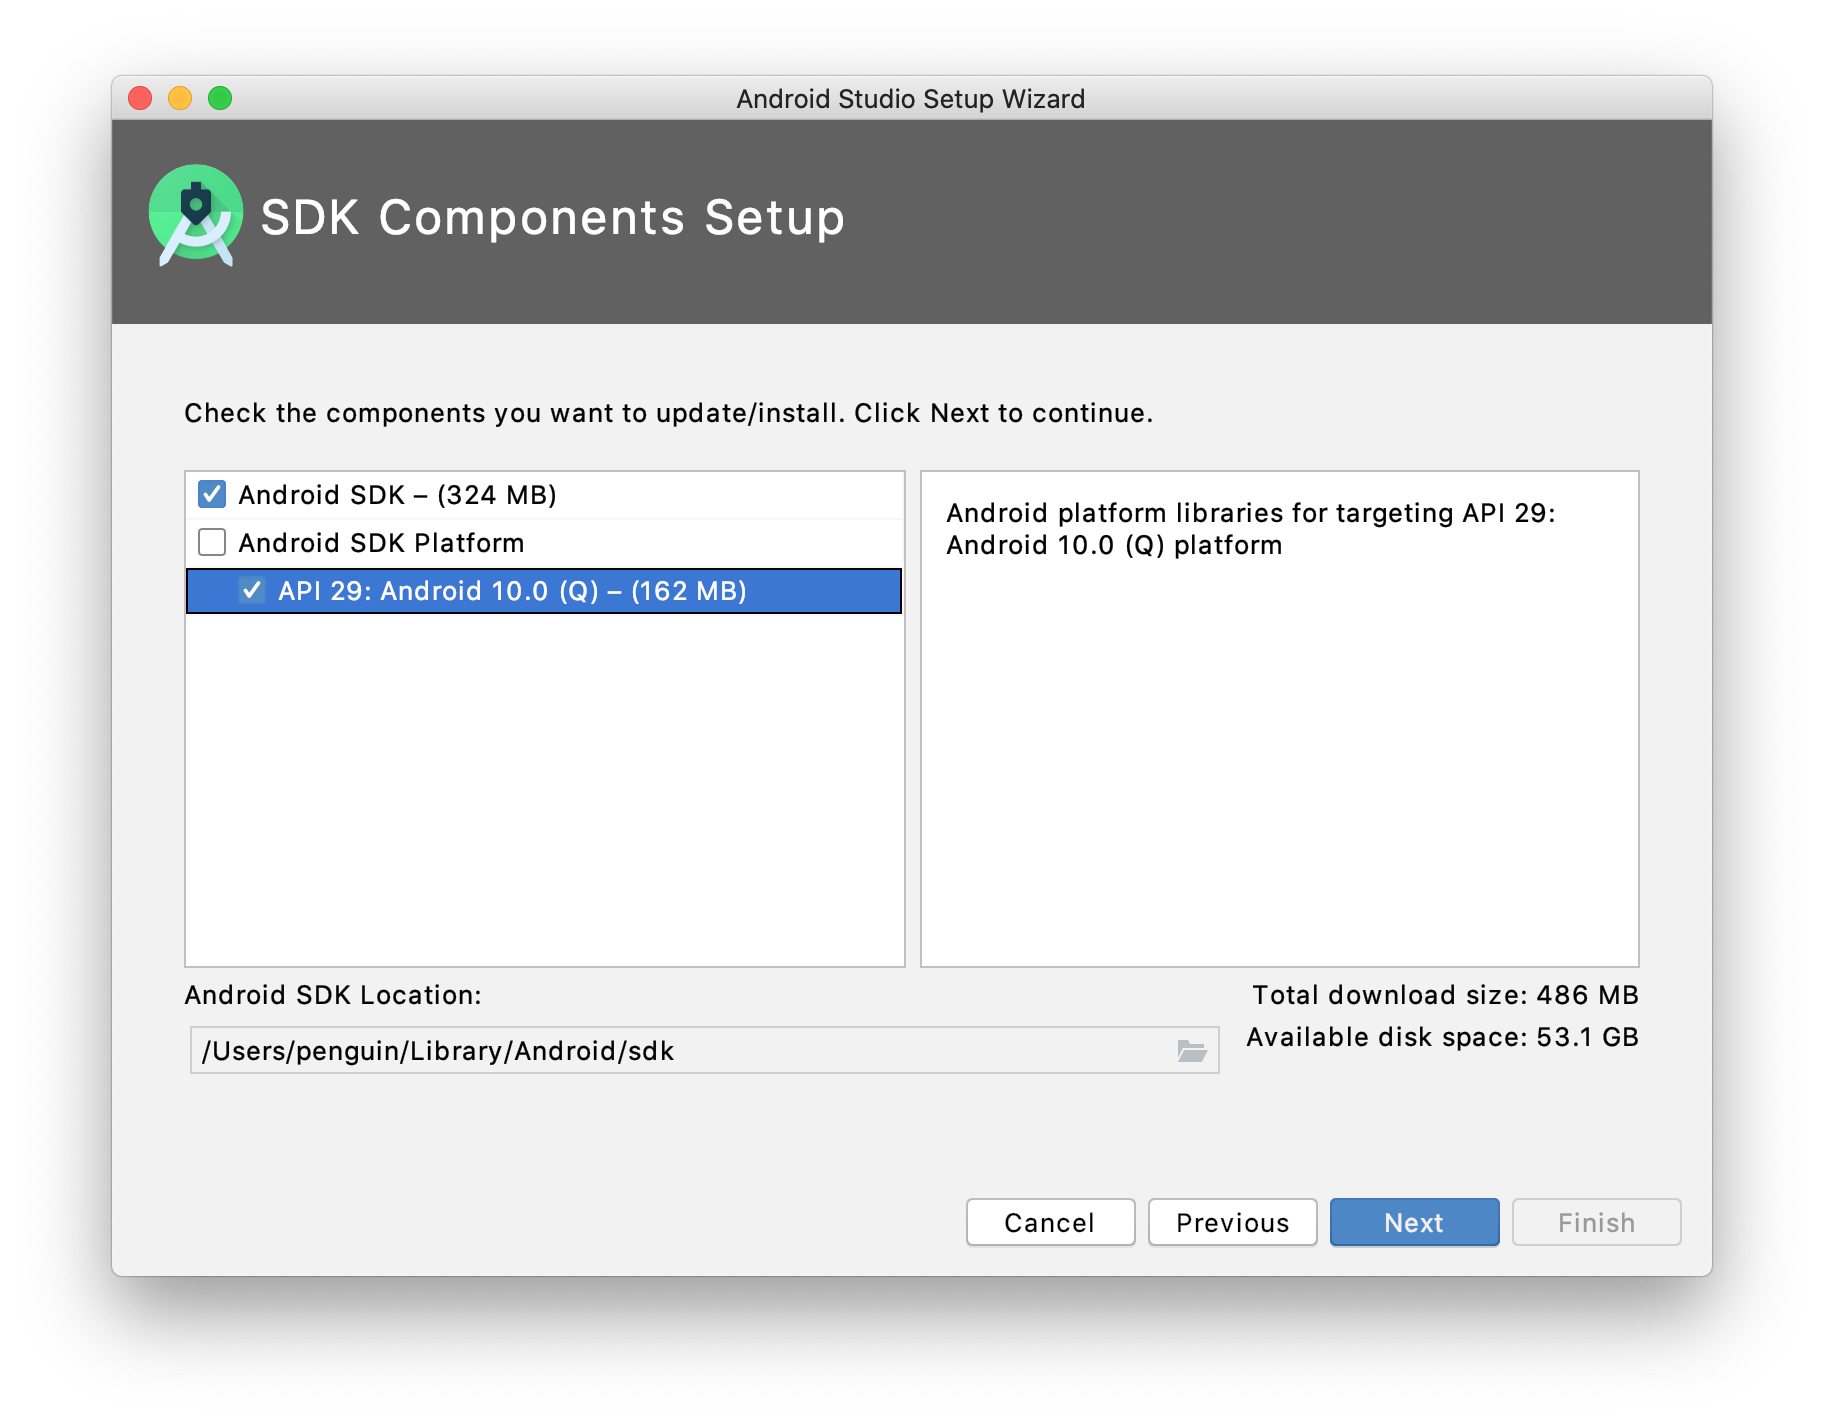 Android Studio Setup Wizard
SDK Components Setup
Check the components you want to update/install. Click Next to continue.
Android SDK – (324 MB)
Android SDK Platform
API 29: Android 10.0 (Q) – (162 MB)
Android platform libraries for targeting API 29:
Android 10.0 (Q) platform
Android SDK Location:
/Users/penguin/Library/Android/sdk
Total download size: 486 MB
Available disk space: 53.1 GB
Cancel
Previous
Next
Finish